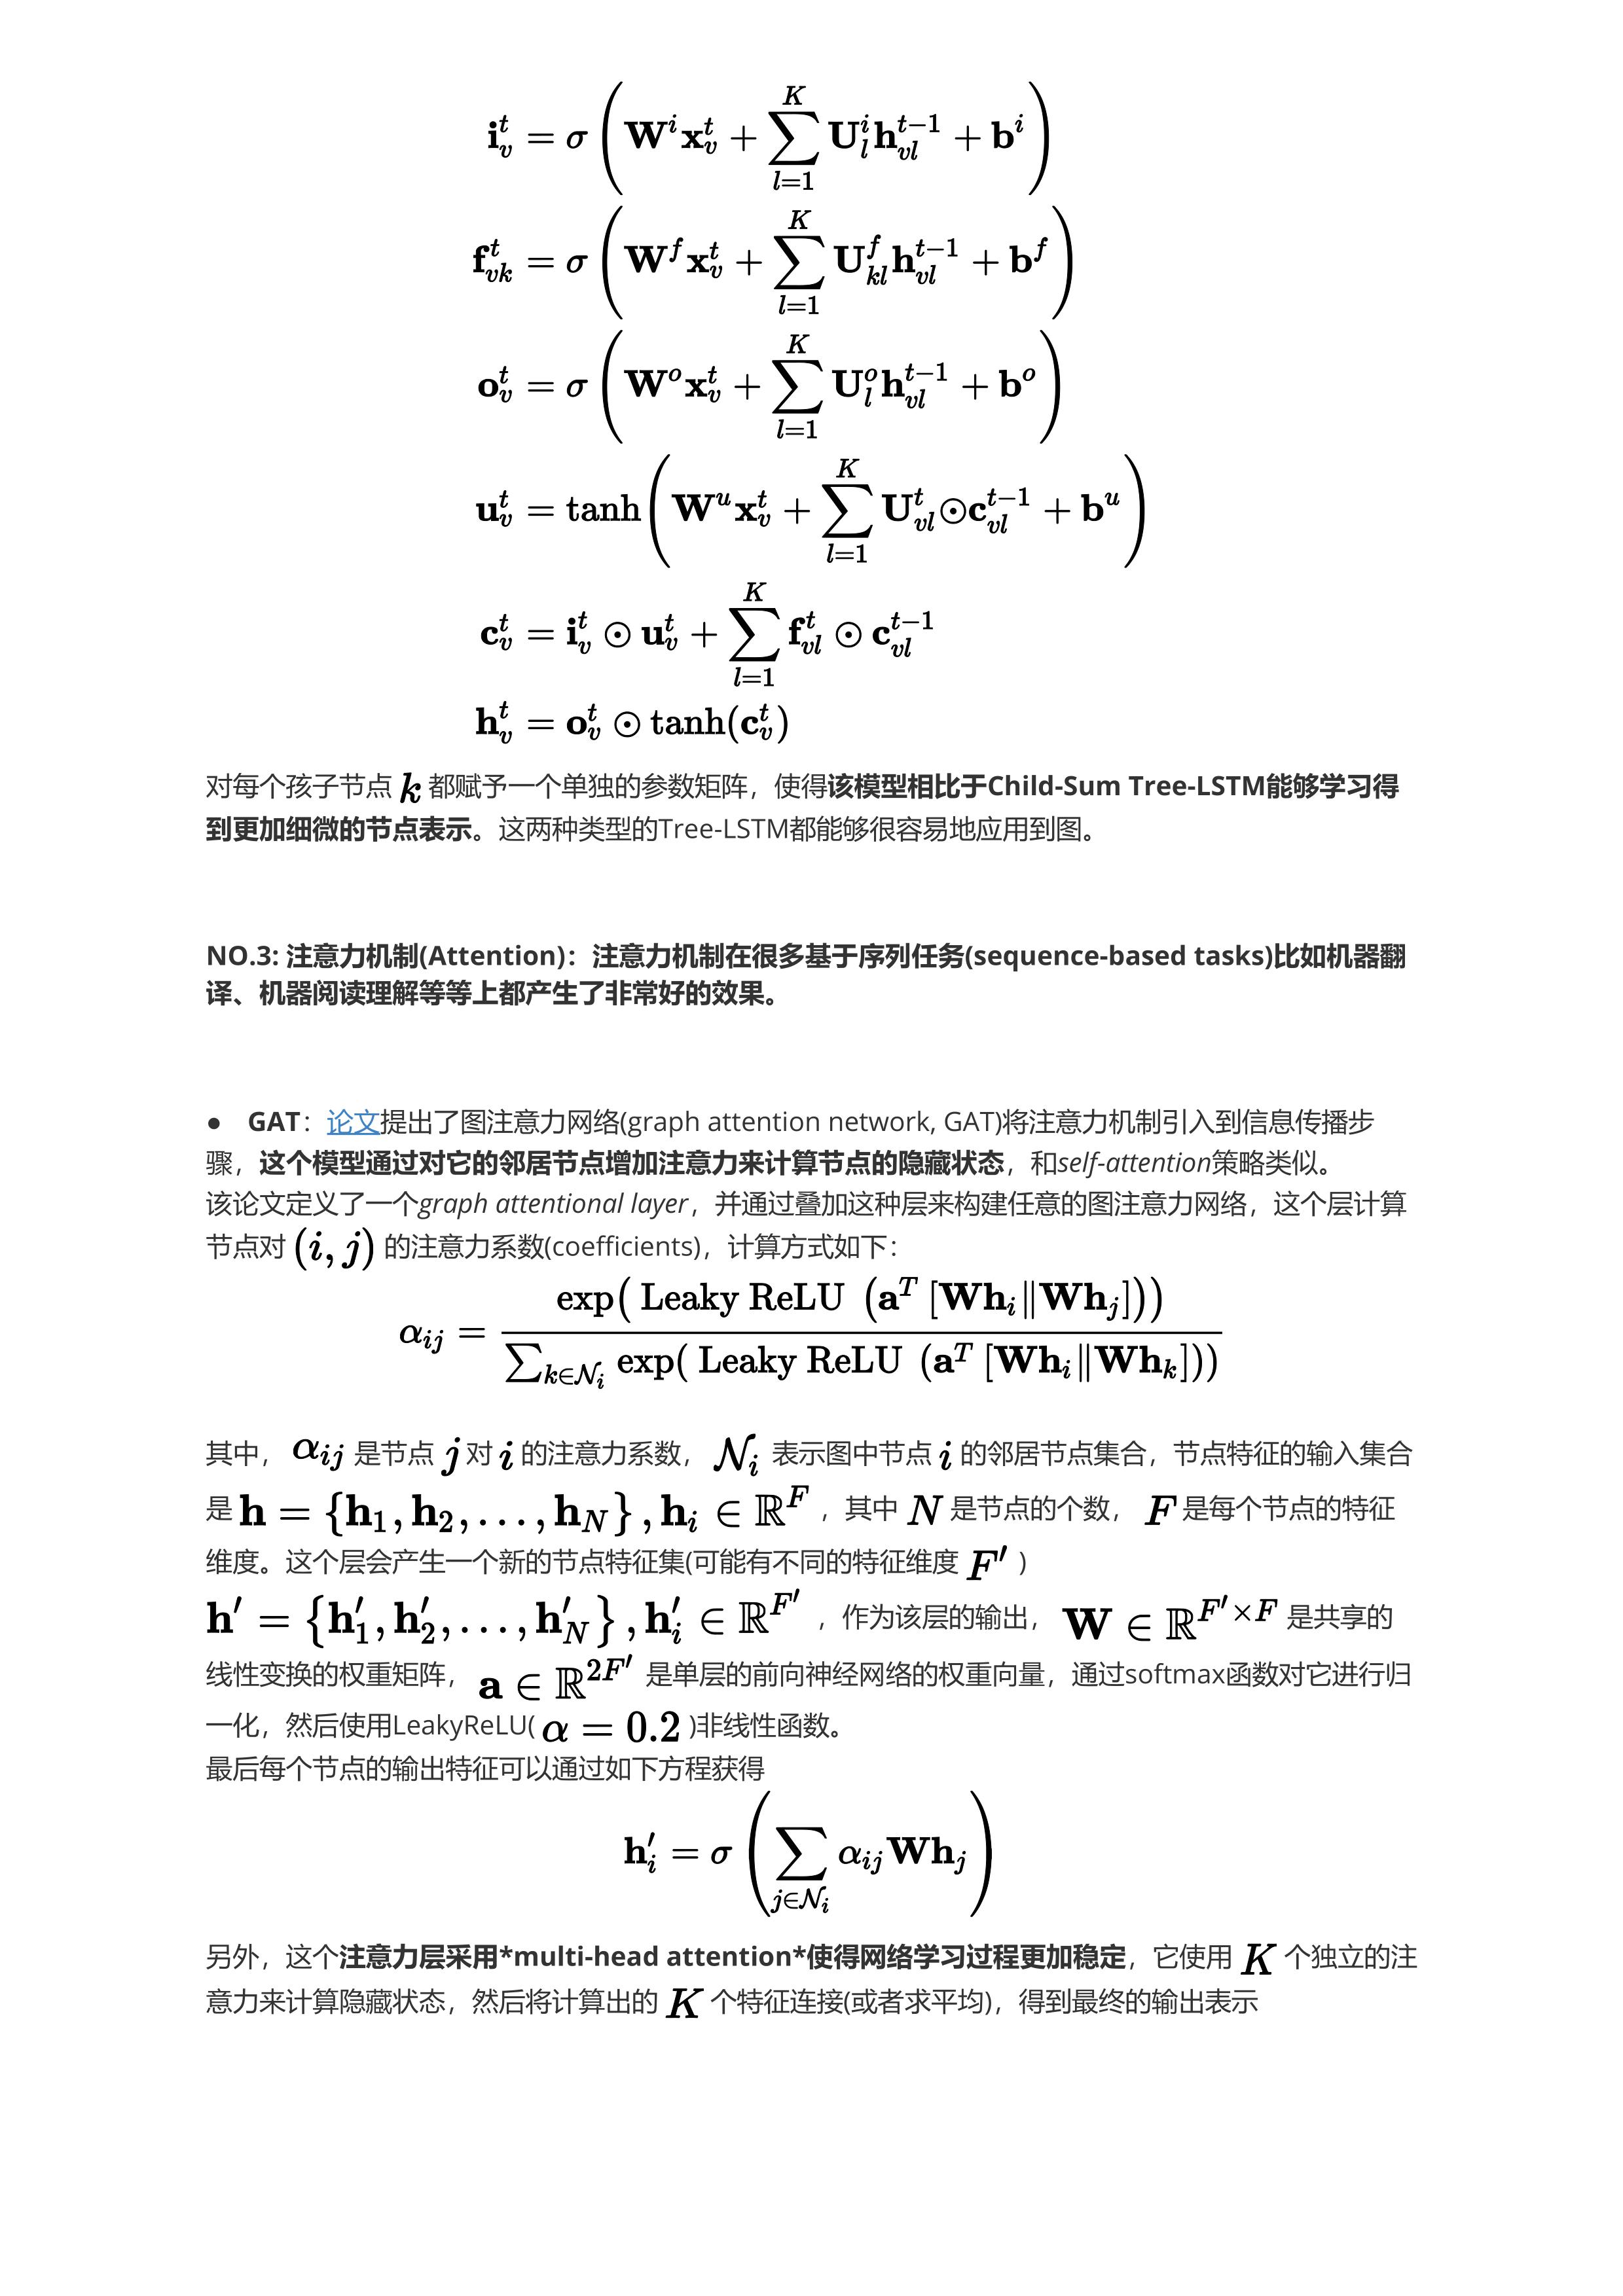 $\mathbf{i}_v^t = \sigma\left(\mathbf{W}^i\mathbf{x}_v^t + \sum_{l=1}^{K}\mathbf{U}_l^i\mathbf{h}_{vl}^{t-1} + \mathbf{b}^i\right)$
$\mathbf{f}_{vk}^t = \sigma\left(\mathbf{W}^f\mathbf{x}_v^t + \sum_{l=1}^{K}\mathbf{U}_{kl}^f\mathbf{h}_{vl}^{t-1} + \mathbf{b}^f\right)$
$\mathbf{o}_v^t = \sigma\left(\mathbf{W}^o\mathbf{x}_v^t + \sum_{l=1}^{K}\mathbf{U}_l^o\mathbf{h}_{vl}^{t-1} + \mathbf{b}^o\right)$
$\mathbf{u}_v^t = \tanh\left(\mathbf{W}^u\mathbf{x}_v^t + \sum_{l=1}^{K}\mathbf{U}_{vl}^t \odot \mathbf{c}_{vl}^{t-1} + \mathbf{b}^u\right)$
$\mathbf{c}_v^t = \mathbf{i}_v^t \odot \mathbf{u}_v^t + \sum_{l=1}^{K}\mathbf{f}_{vl}^t \odot \mathbf{c}_{vl}^{t-1}$
$\mathbf{h}_v^t = \mathbf{o}_v^t \odot \tanh(\mathbf{c}_v^t)$
对每个孩子节点 $k$ 都赋予一个单独的参数矩阵，使得该模型相比于Child-Sum Tree-LSTM能够学习得
到更加细微的节点表示。这两种类型的Tree-LSTM都能够很容易地应用到图。
NO.3: 注意力机制(Attention)：注意力机制在很多基于序列任务(sequence-based tasks)比如机器翻
译、机器阅读理解等等上都产生了非常好的效果。
● GAT：论文提出了图注意力网络(graph attention network, GAT)将注意力机制引入到信息传播步
骤，这个模型通过对它的邻居节点增加注意力来计算节点的隐藏状态，和self-attention策略类似。
该论文定义了一个graph attentional layer，并通过叠加这种层来构建任意的图注意力网络，这个层计算
节点对 $(i, j)$ 的注意力系数(coefficients)，计算方式如下：
$\alpha_{ij} = \frac{\exp(\text{ Leaky ReLU }(\mathbf{a}^T[\mathbf{W}\mathbf{h}_i \| \mathbf{W}\mathbf{h}_j]))}{\sum_{k \in \mathcal{N}_i} \exp(\text{ Leaky ReLU }(\mathbf{a}^T[\mathbf{W}\mathbf{h}_i \| \mathbf{W}\mathbf{h}_k]))}$
其中， $\alpha_{ij}$ 是节点 $j$ 对 $i$ 的注意力系数， $\mathcal{N}_i$ 表示图中节点 $i$ 的邻居节点集合，节点特征的输入集合
是 $\mathbf{h} = \{\mathbf{h}_1, \mathbf{h}_2, \ldots, \mathbf{h}_N\}, \mathbf{h}_i \in \mathbb{R}^F$ ，其中 $N$ 是节点的个数， $F$ 是每个节点的特征
维度。这个层会产生一个新的节点特征集(可能有不同的特征维度 $F'$ )
$\mathbf{h}' = \{\mathbf{h}'_1, \mathbf{h}'_2, \ldots, \mathbf{h}'_N\}, \mathbf{h}'_i \in \mathbb{R}^{F'}$ ，作为该层的输出， $\mathbf{W} \in \mathbb{R}^{F' \times F}$ 是共享的
线性变换的权重矩阵， $\mathbf{a} \in \mathbb{R}^{2F'}$ 是单层的前向神经网络的权重向量，通过softmax函数对它进行归
一化，然后使用LeakyReLU( $\alpha = 0.2$ )非线性函数。
最后每个节点的输出特征可以通过如下方程获得
$\mathbf{h}'_i = \sigma\left(\sum_{j \in \mathcal{N}_i} \alpha_{ij}\mathbf{W}\mathbf{h}_j\right)$
另外，这个注意力层采用*multi-head attention*使得网络学习过程更加稳定，它使用 $K$ 个独立的注
意力来计算隐藏状态，然后将计算出的 $K$ 个特征连接(或者求平均)，得到最终的输出表示